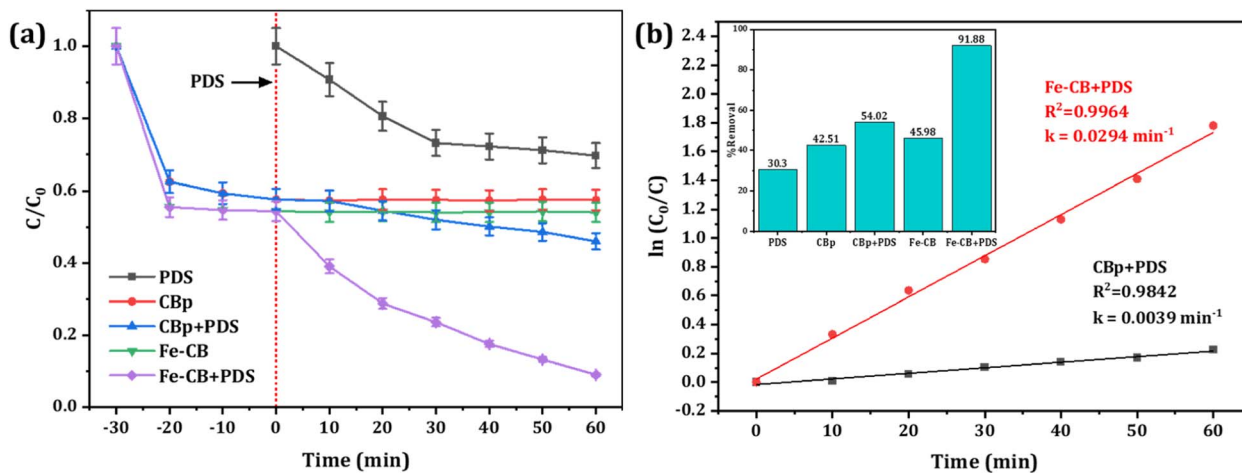 (a)
1.0
0.8
0.6
0.4
0.2
0.0
C/C0
PDS
PDS
CBp
CBp+PDS
Fe-CB
Fe-CB+PDS
-30 -20 -10 0 10 20 30 40 50 60
Time (min)
(b)
2.4
2.2
2.0
1.8
1.6
1.4
1.2
1.0
0.8
0.6
0.4
0.2
0.0
-0.2
ln (C0/C)
100
80
60
40
20
0
%Removal
30.3
42.51
54.02
45.98
91.88
PDS CBp CBp+PDS Fe-CB Fe-CB+PDS
Fe-CB+PDS
R²=0.9964
k = 0.0294 min⁻¹
CBp+PDS
R²=0.9842
k = 0.0039 min⁻¹
0 10 20 30 40 50 60
Time (min)